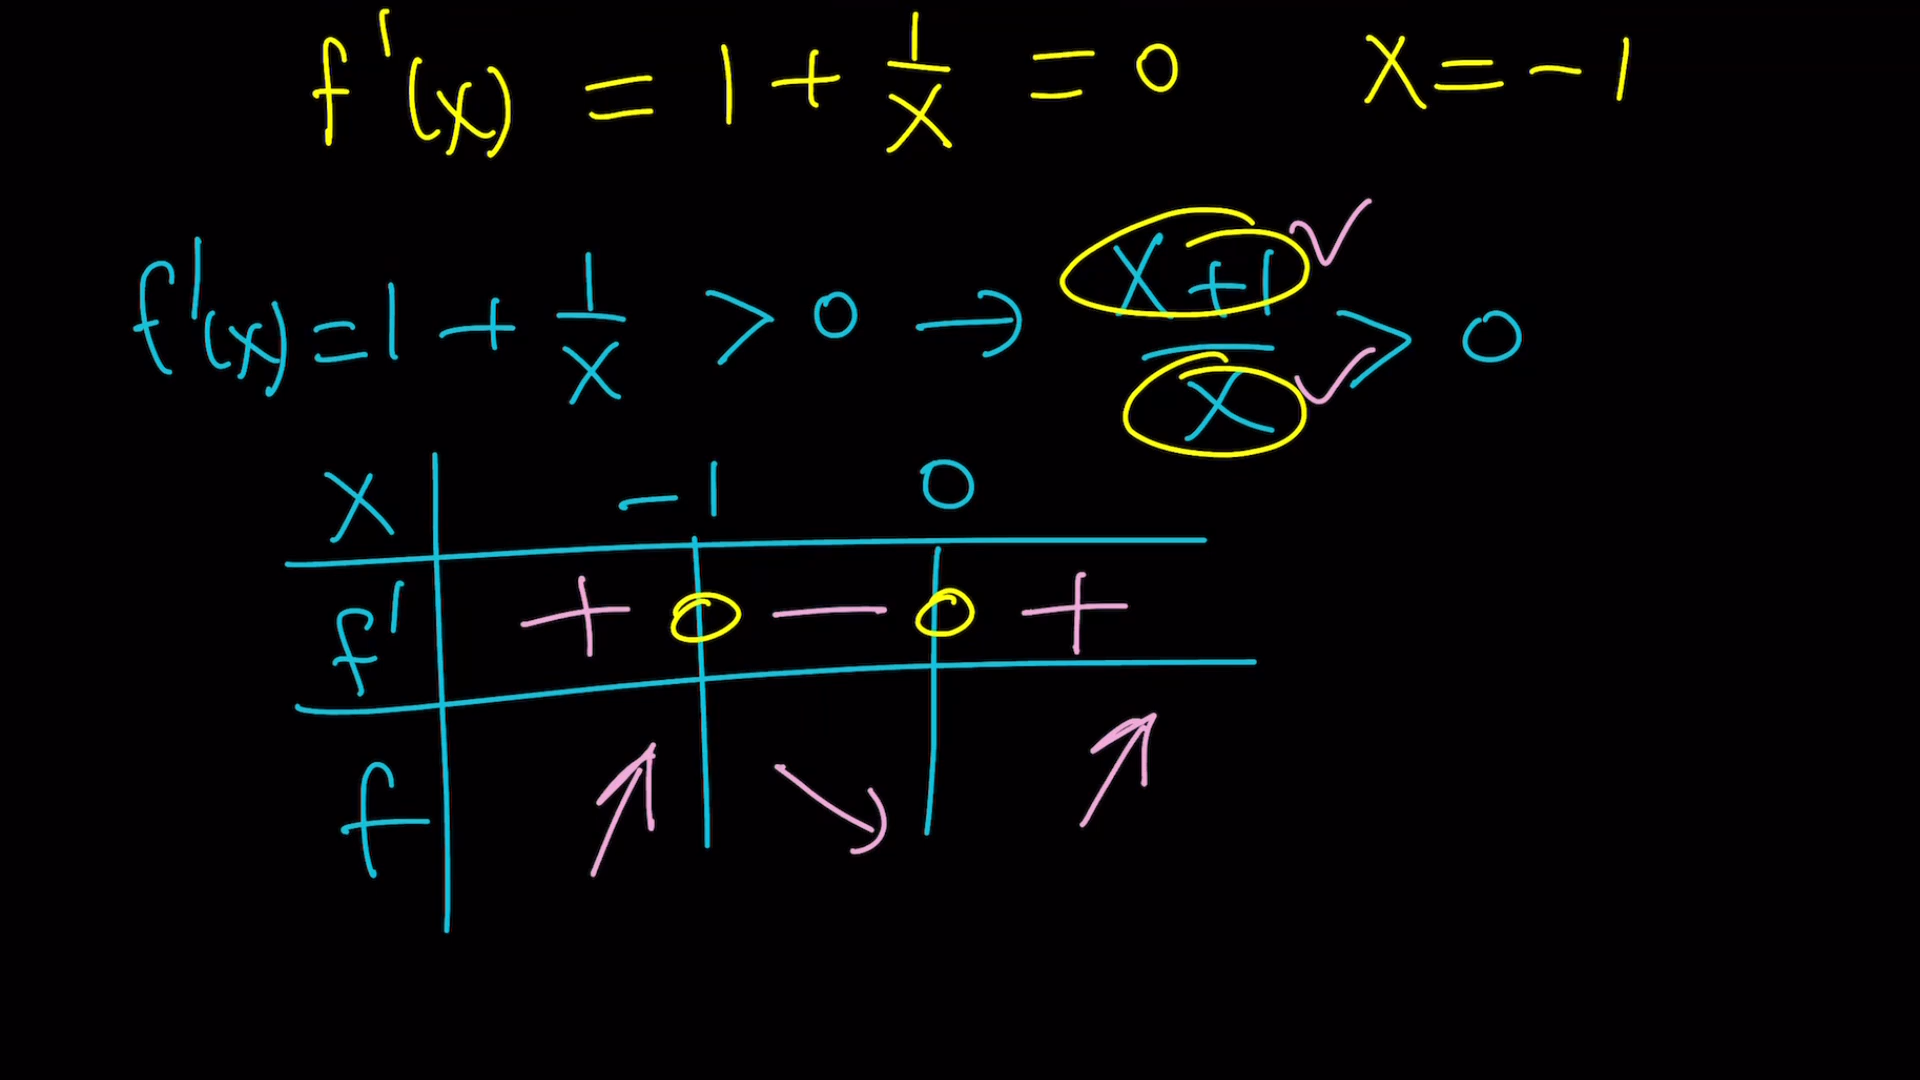 f'(x) = 1 + 1/x = 0 x = -1
f'(x) = 1 + 1/x > 0 → (x+1)/x > 0
x -1 0
f' + 0 - 0 +
f ↗ ↘ ↗